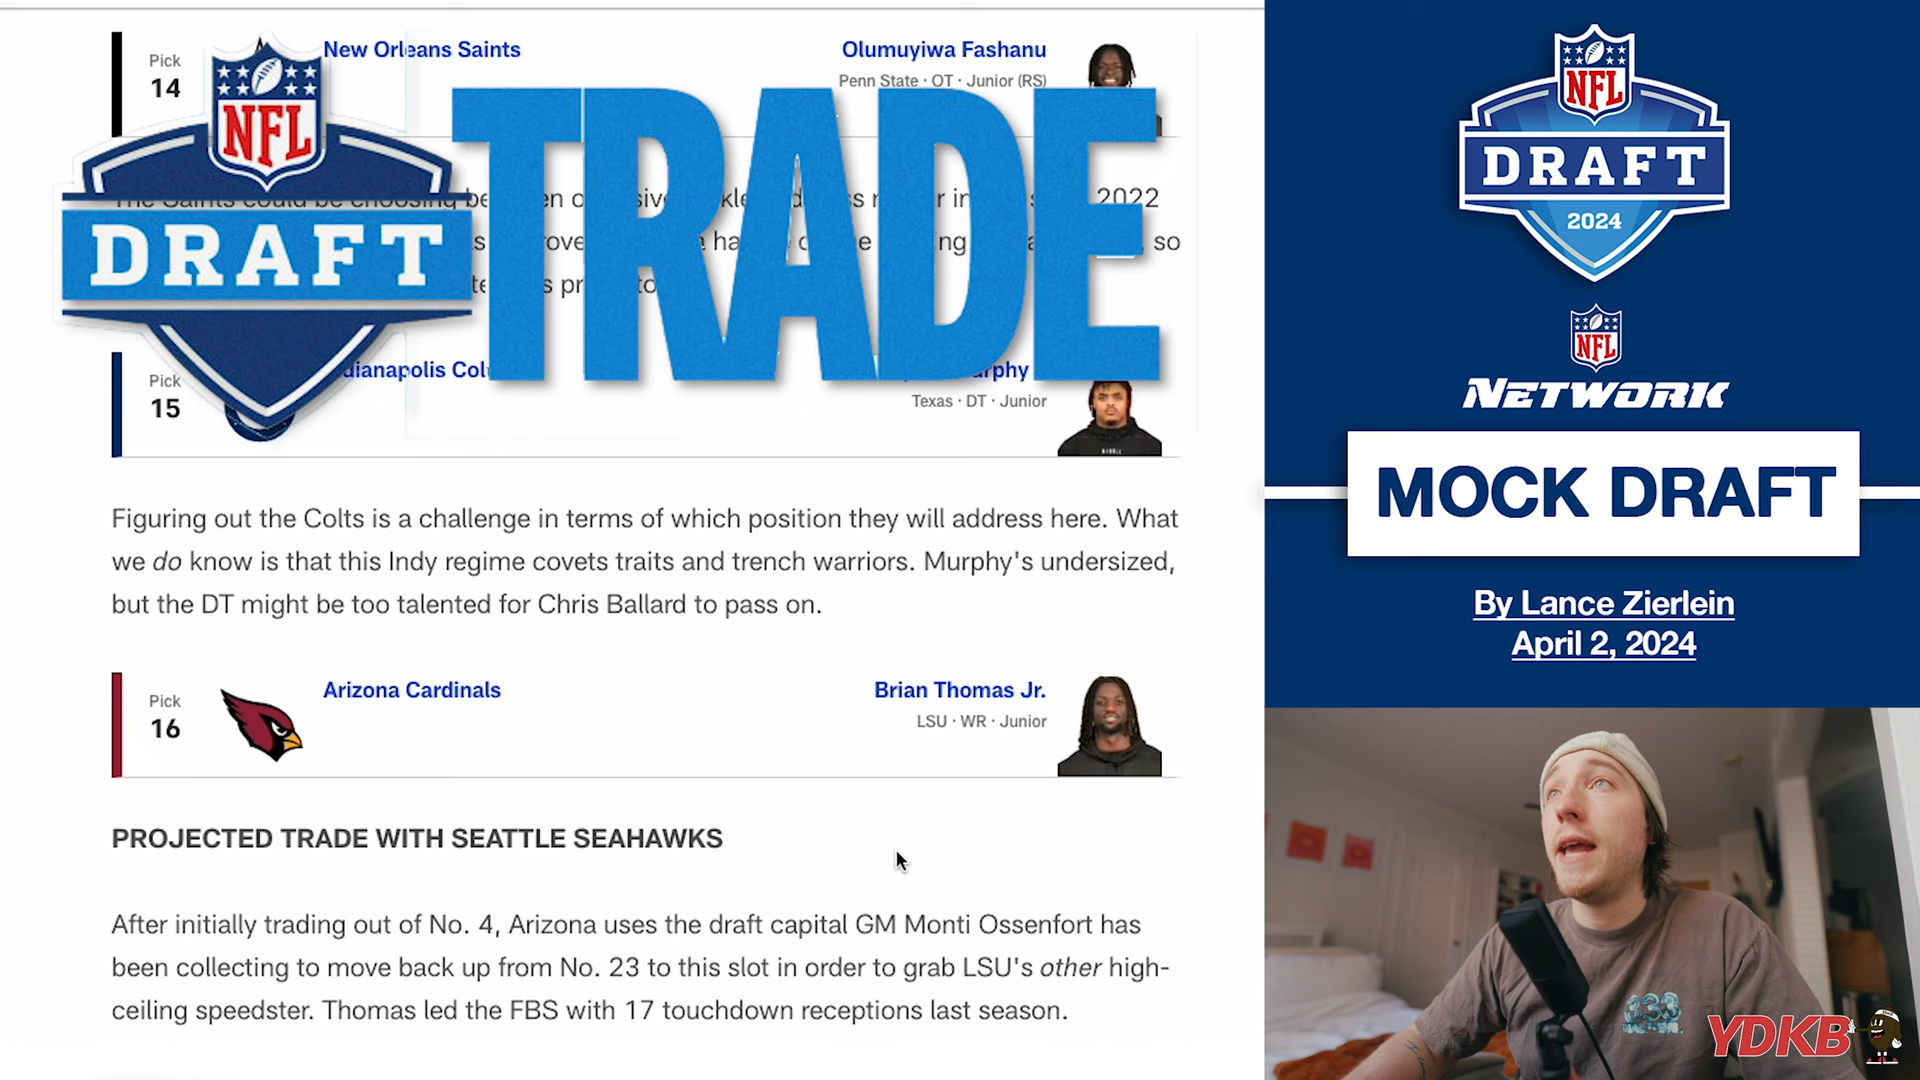 Pick
14
New Orleans Saints
Olumuyiwa Fashanu
Penn State · OT · Junior (RS)
NFL
DRAFT
TRADE
The Saints could be choosing
2022
so
Pick
15
Texas · DT · Junior
Figuring out the Colts is a challenge in terms of which position they will address here. What
we do know is that this Indy regime covets traits and trench warriors. Murphy's undersized,
but the DT might be too talented for Chris Ballard to pass on.
Pick
16
Arizona Cardinals
Brian Thomas Jr.
LSU · WR · Junior
PROJECTED TRADE WITH SEATTLE SEAHAWKS
After initially trading out of No. 4, Arizona uses the draft capital GM Monti Ossenfort has
been collecting to move back up from No. 23 to this slot in order to grab LSU's other high-
ceiling speedster. Thomas led the FBS with 17 touchdown receptions last season.
NFL
DRAFT
2024
NFL
NETWORK
MOCK DRAFT
By Lance Zierlein
April 2, 2024
333
YDKB